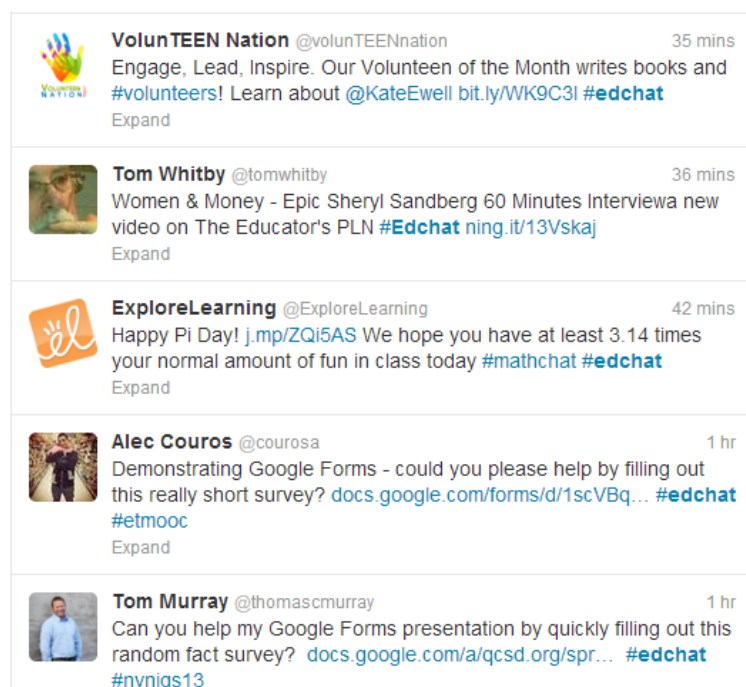 VolunTEEN Nation @volunTEENnation 35 mins
Engage, Lead, Inspire. Our Volunteen of the Month writes books and
#volunteers! Learn about @KateEwell bit.ly/WK9C3l #edchat
Expand
VOLUNTEEN
NATION
Tom Whitby @tomwhitby 36 mins
Women & Money - Epic Sheryl Sandberg 60 Minutes Interviewa new
video on The Educator's PLN #Edchat ning.it/13Vskaj
Expand
ExploreLearning @ExploreLearning 42 mins
el
Happy Pi Day! j.mp/ZQi5AS We hope you have at least 3.14 times
your normal amount of fun in class today #mathchat #edchat
Expand
Alec Couros @courosa 1 hr
Demonstrating Google Forms - could you please help by filling out
this really short survey? docs.google.com/forms/d/1scVBq... #edchat
#etmooc
Expand
Tom Murray @thomascmurray 1 hr
Can you help my Google Forms presentation by quickly filling out this
random fact survey? docs.google.com/a/qcsd.org/spr... #edchat
#nvnigs13